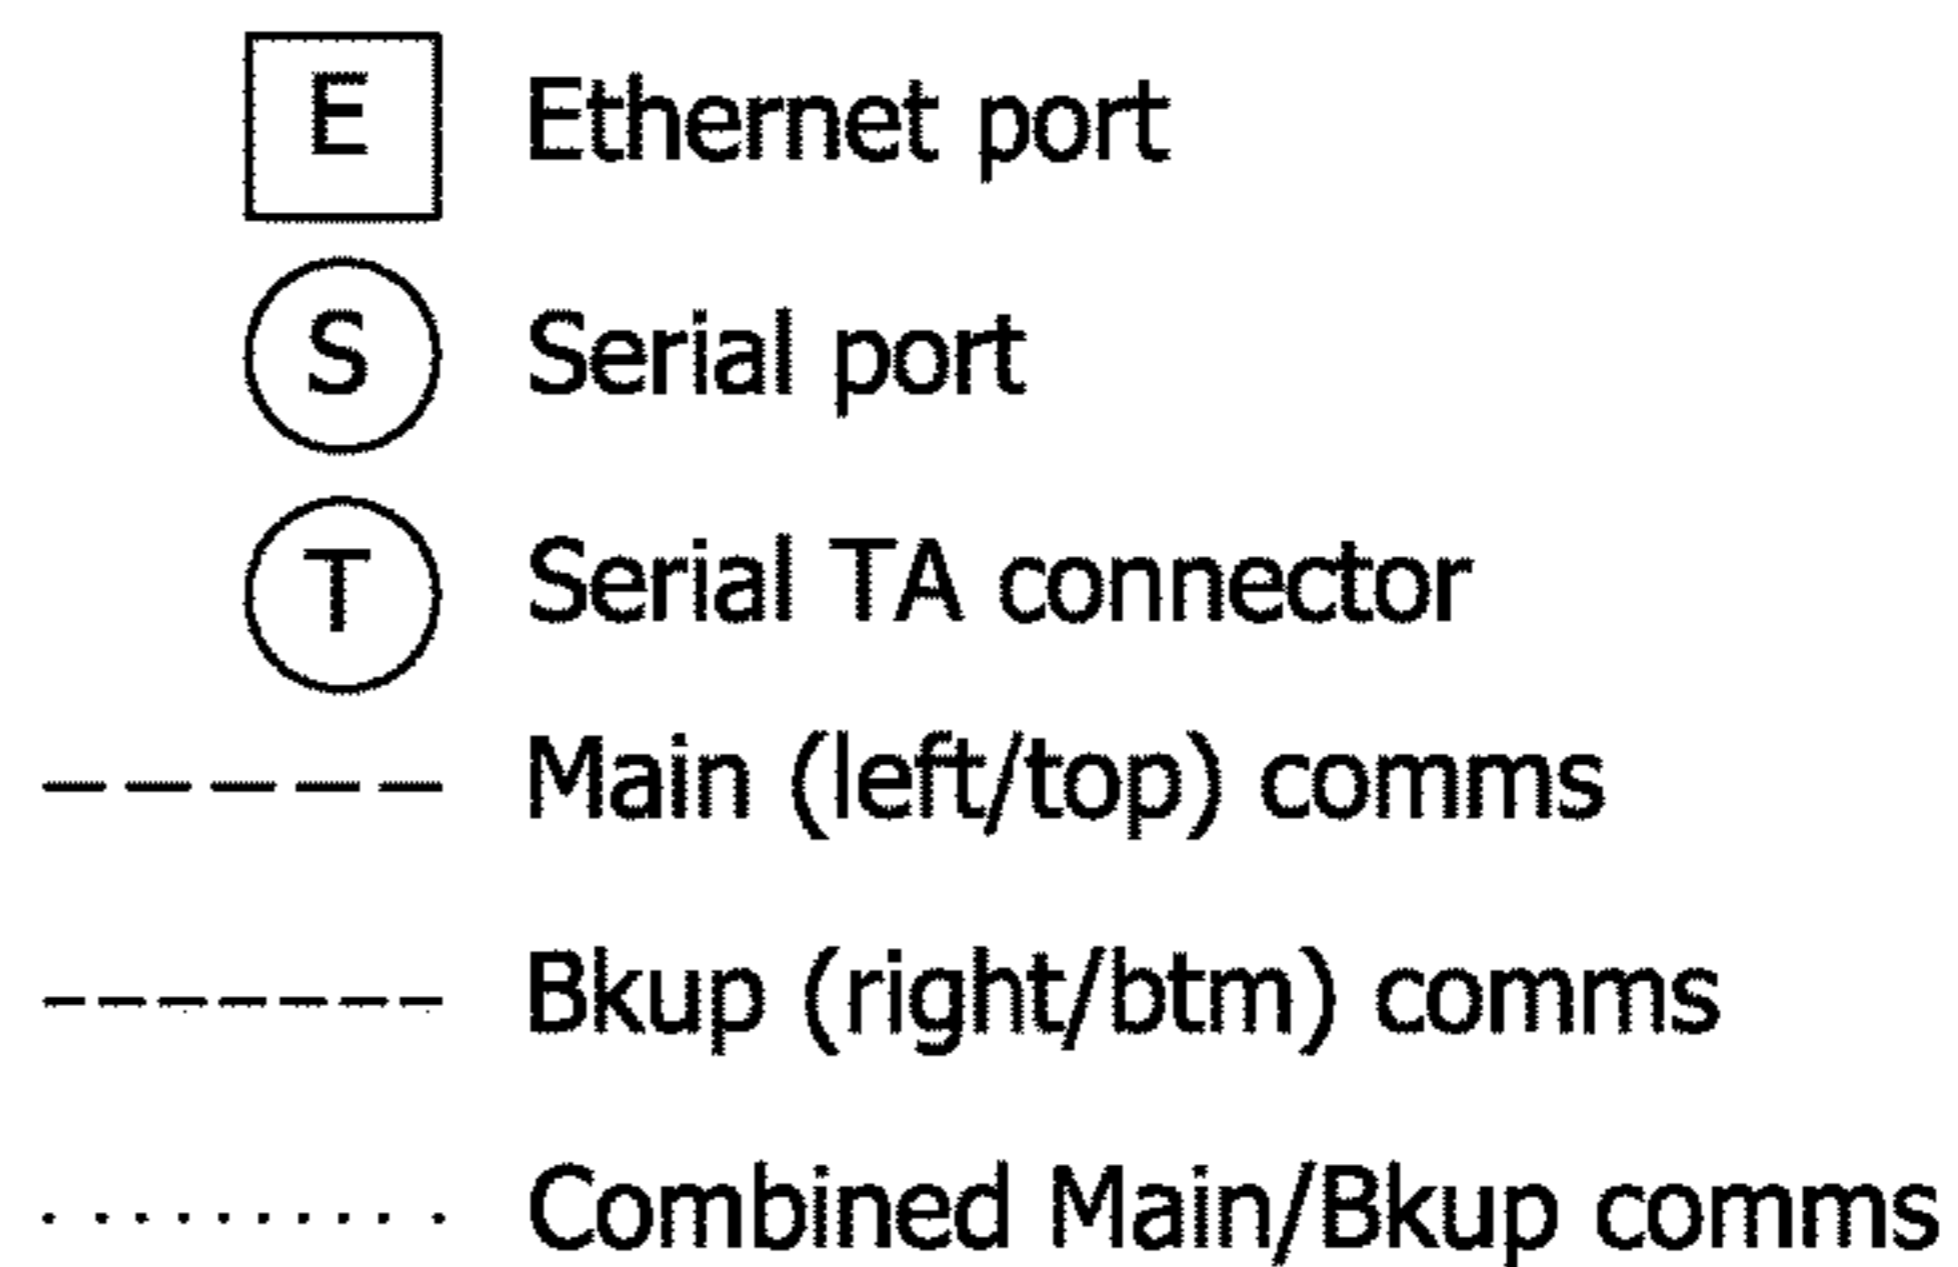 E Ethernet port
S Serial port
T Serial TA connector
Main (left/top) comms
Bkup (right/btm) comms
Combined Main/Bkup comms